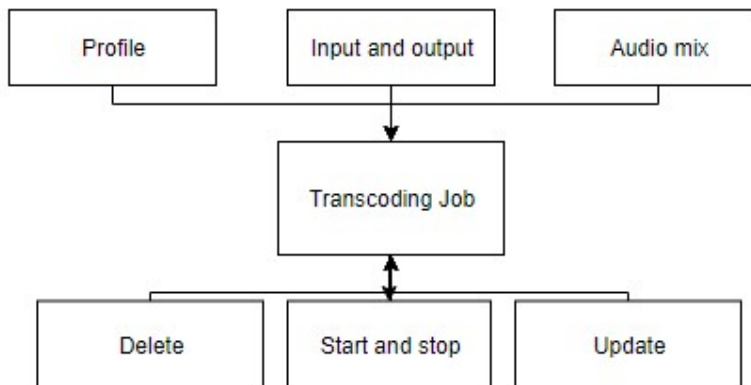 Profile
Input and output
Audio mix
Transcoding Job
Delete
Start and stop
Update